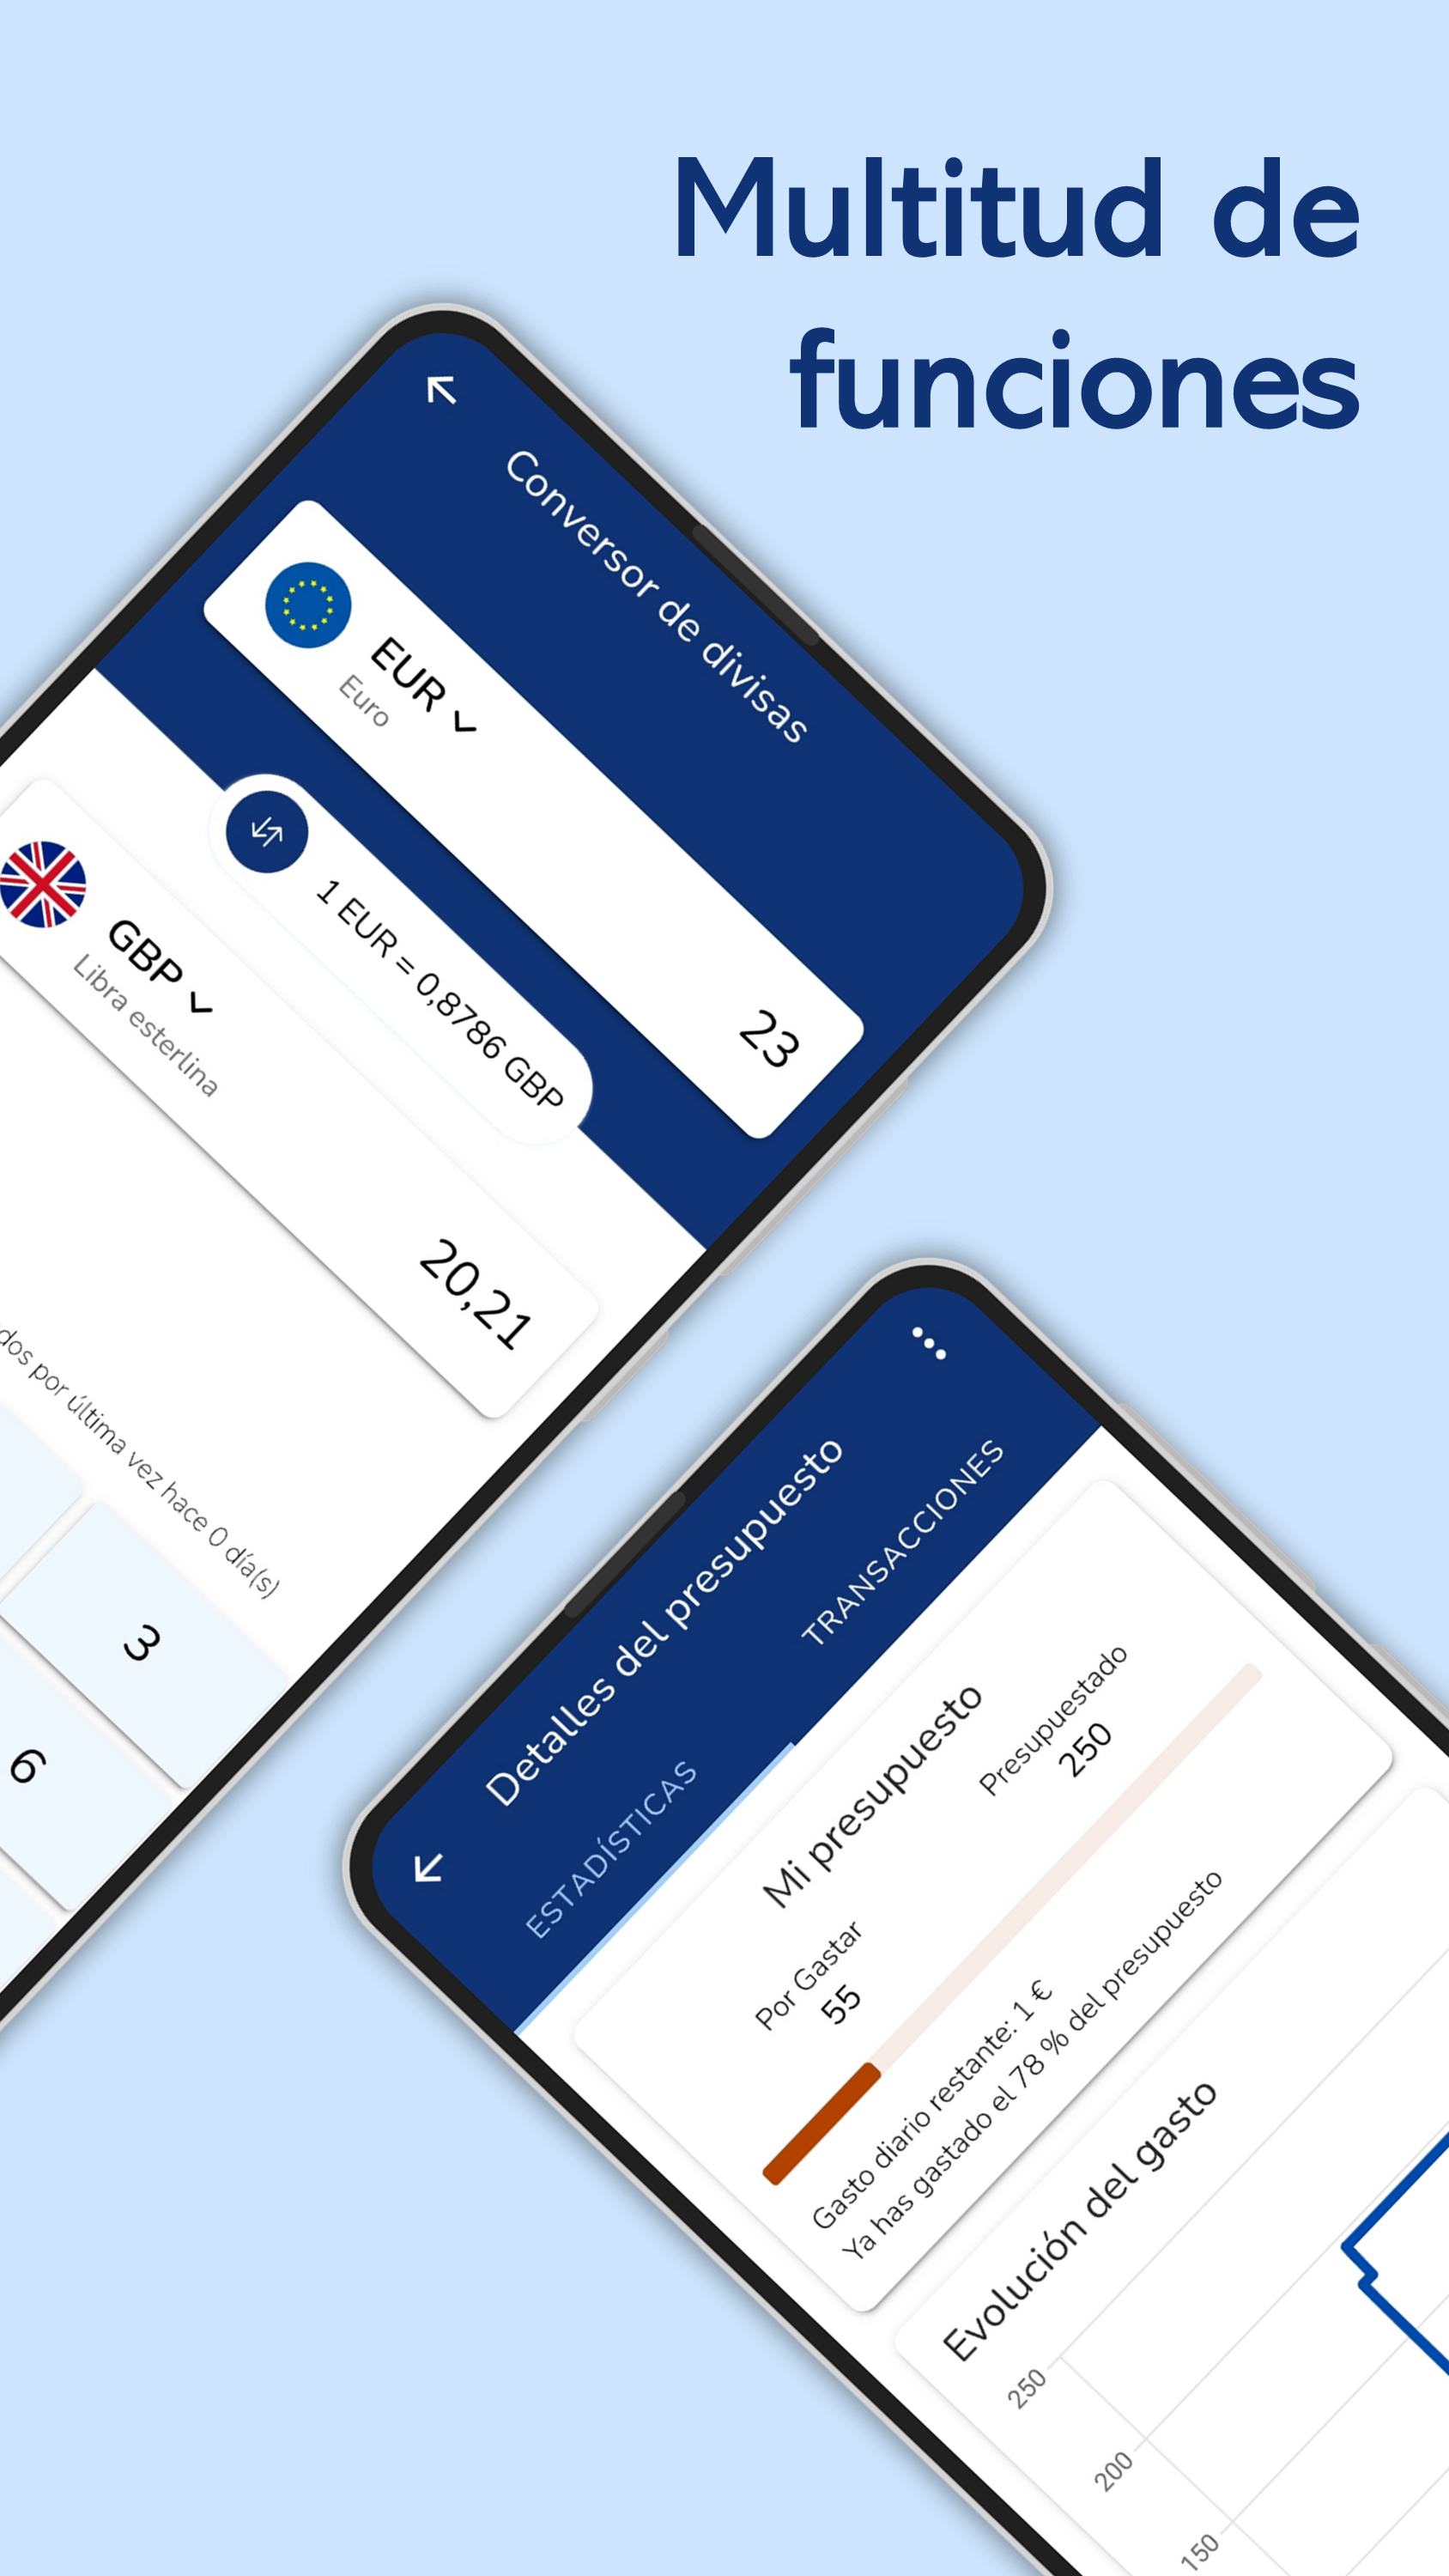 Multitud de
funciones
Conversor de divisas
EUR
Euro
23
1 EUR = 0,8786 GBP
GBP
Libra esterlina
20,21
por última vez hace 0 día(s)
3
6
Detalles del presupuesto
ESTADÍSTICAS
TRANSACCIONES
Mi presupuesto
Por Gastar
Presupuestado
55
250
Gasto diario restante: 1 €
Ya has gastado el 78 % del presupuesto
Evolución del gasto
250
200
150